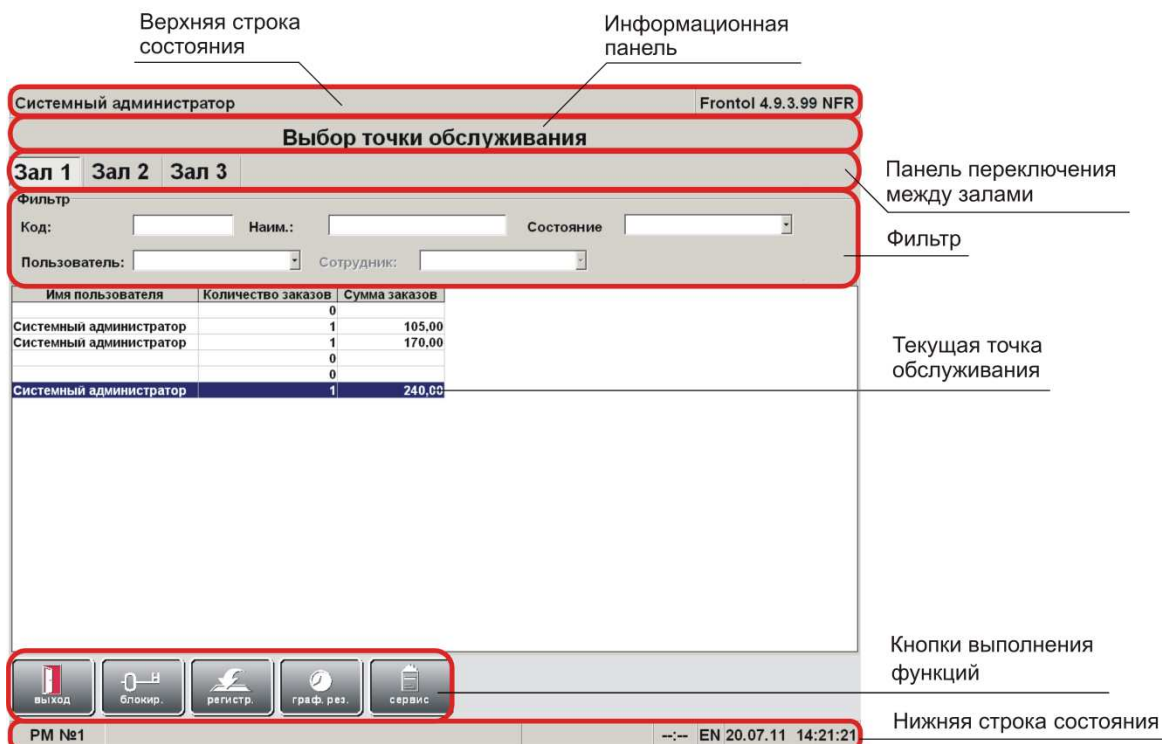 Верхняя строка
состояния
Информационная
панель
Системный администратор Frontol 4.9.3.99 NFR
Выбор точки обслуживания
Зал 1 Зал 2 Зал 3
Панель переключения
между залами
Фильтр
Код: Наим.: Состояние
Фильтр
Пользователь: Сотрудник:
Имя пользователя Количество заказов Сумма заказов
0
Системный администратор 1 105,00
Системный администратор 1 170,00
0
0
Системный администратор 1 240,00
Текущая точка
обслуживания
Кнопки выполнения
функций
выход блокир. регистр. граф. рез. сервис
Нижняя строка состояния
РМ №1 --:-- EN 20.07.11 14:21:21